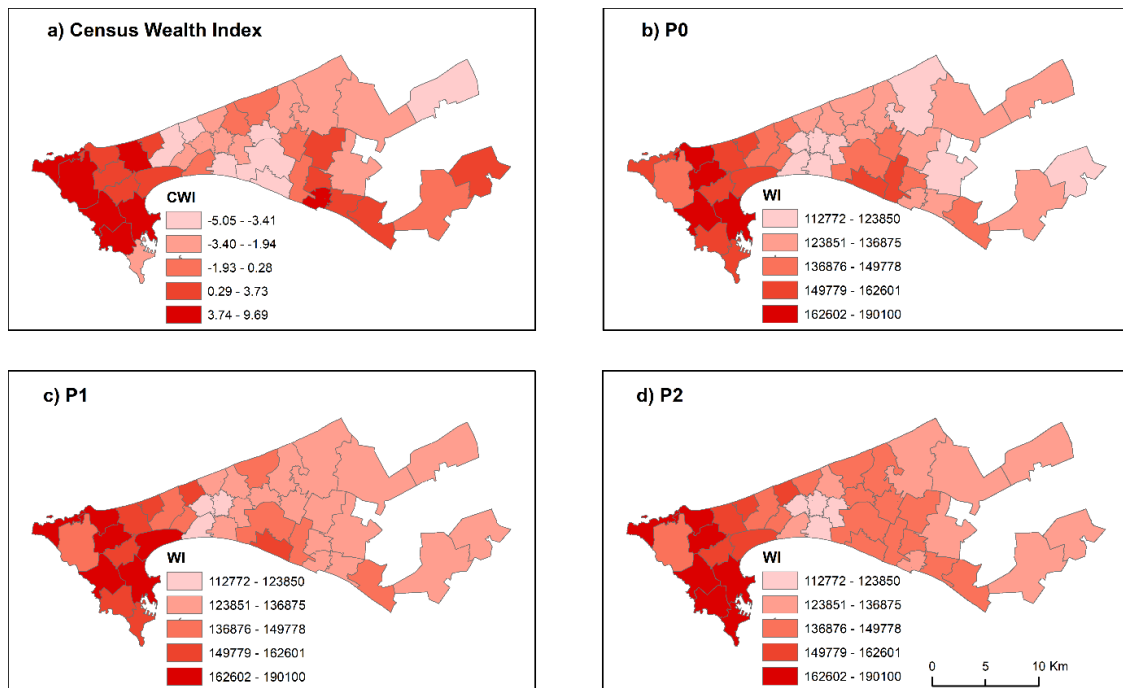 a) Census Wealth Index
CWI
-5.05 - -3.41
-3.40 - -1.94
-1.93 - 0.28
0.29 - 3.73
3.74 - 9.69
b) P0
WI
112772 - 123850
123851 - 136875
136876 - 149778
149779 - 162601
162602 - 190100
c) P1
WI
112772 - 123850
123851 - 136875
136876 - 149778
149779 - 162601
162602 - 190100
d) P2
WI
112772 - 123850
123851 - 136875
136876 - 149778
149779 - 162601
162602 - 190100
0 5 10 Km